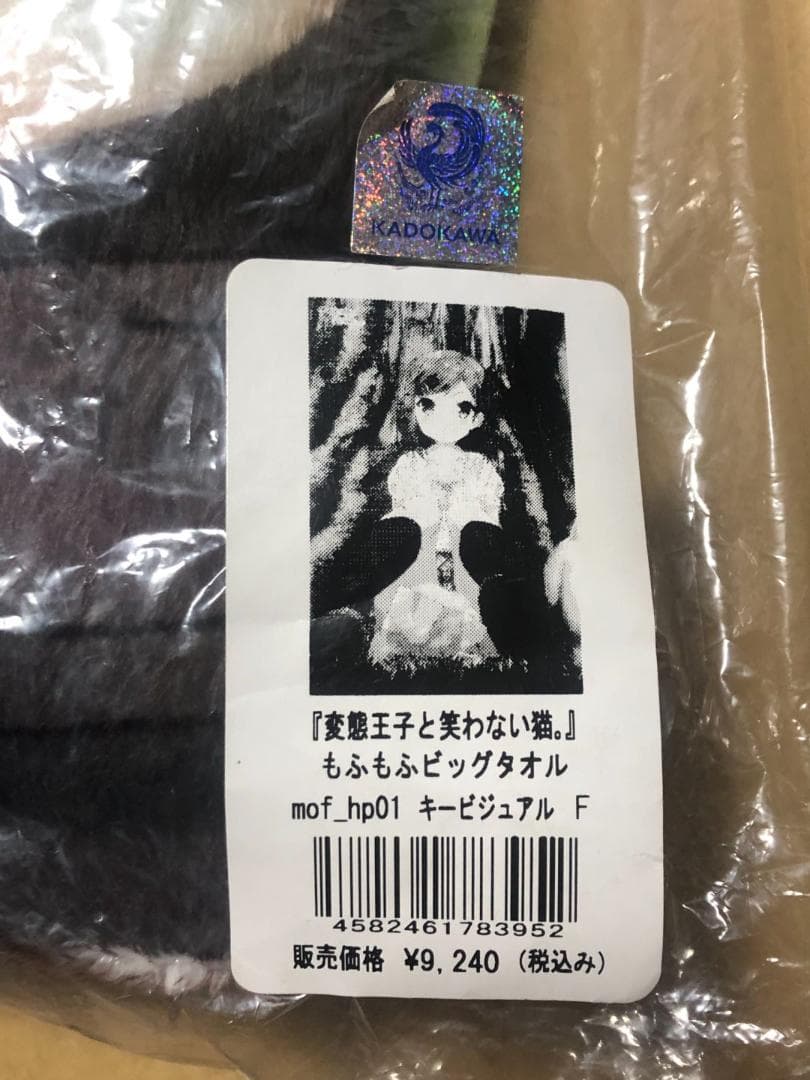 KADOKAWA
『変態王子と笑わない猫。』
もふもふビッグタオル
mof_hp01 キービジュアル F
4582461783952
販売価格 ¥9,240 (税込み)